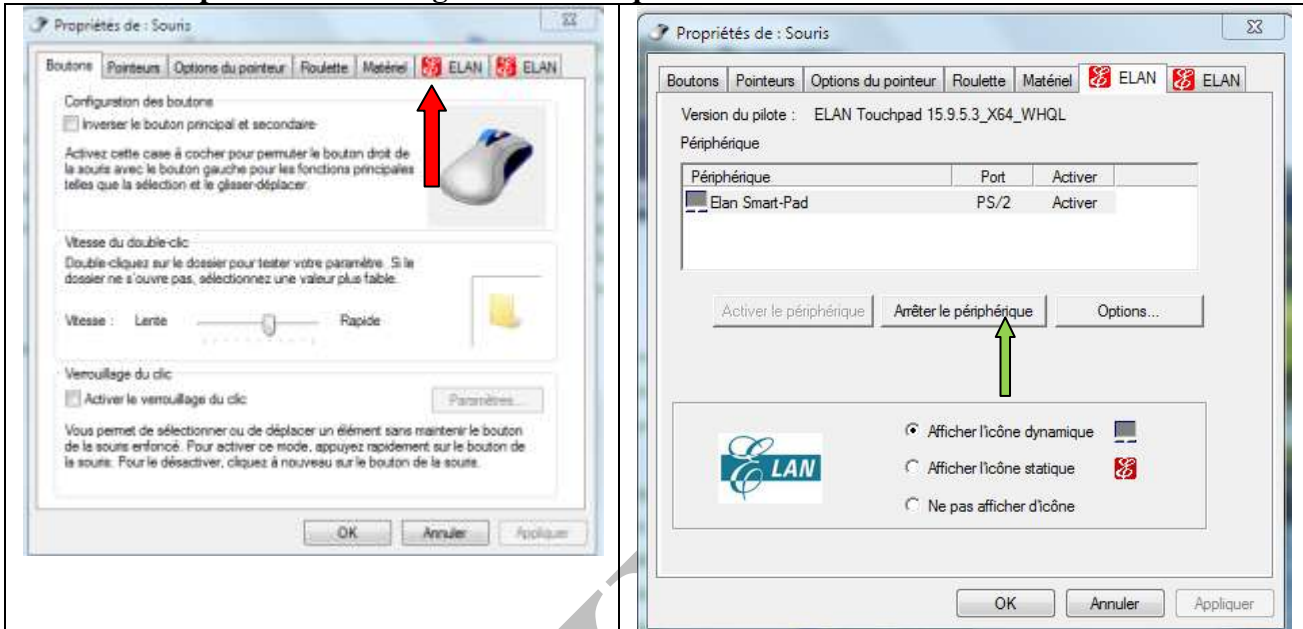 Propriétés de : Souris
Boutons Pointeurs Options du pointeur Roulette Matériel ELAN ELAN
Configuration des boutons
Inverser le bouton principal et secondaire
Activez cette case à cocher pour permuter le bouton droit de
la souris avec le bouton gauche pour les fonctions principales
telles que la sélection et le glisser-déplacer.
Vitesse du double-clic
Double-cliquez sur le dossier pour tester votre paramètre. Si le
dossier ne s'ouvre pas, sélectionnez une valeur plus faible.
Vitesse : Lente Rapide
Verrouillage du clic
Activer le verrouillage du clic Paramètres...
Vous permet de sélectionner ou de déplacer un élément sans maintenir le bouton
de la souris enfoncé. Pour activer ce mode, appuyez rapidement sur le bouton de
la souris. Pour le désactiver, cliquez à nouveau sur le bouton de la souris.
OK Annuler Appliquer
Propriétés de : Souris
Boutons Pointeurs Options du pointeur Roulette Matériel ELAN ELAN
Version du pilote : ELAN Touchpad 15.9.5.3_X64_WHQL
Périphérique
Périphérique Port Activer
Elan Smart-Pad PS/2 Activer
Activer le périphérique Arrêter le périphérique Options...
Afficher l'icône dynamique
ELAN Afficher l'icône statique
Ne pas afficher d'icône
OK Annuler Appliquer